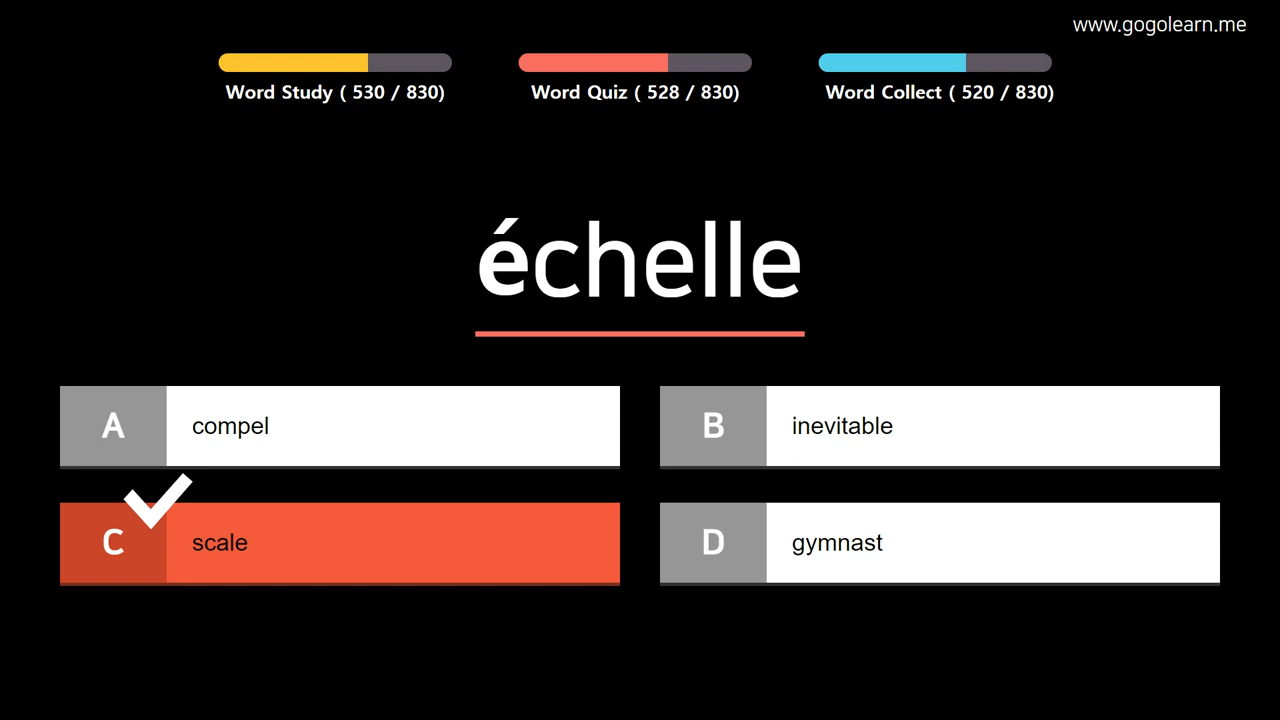 www.gogolearn.me
Word Study ( 530 / 830)
Word Quiz ( 528 / 830)
Word Collect ( 520 / 830)
échelle
A compel
B inevitable
C scale
D gymnast